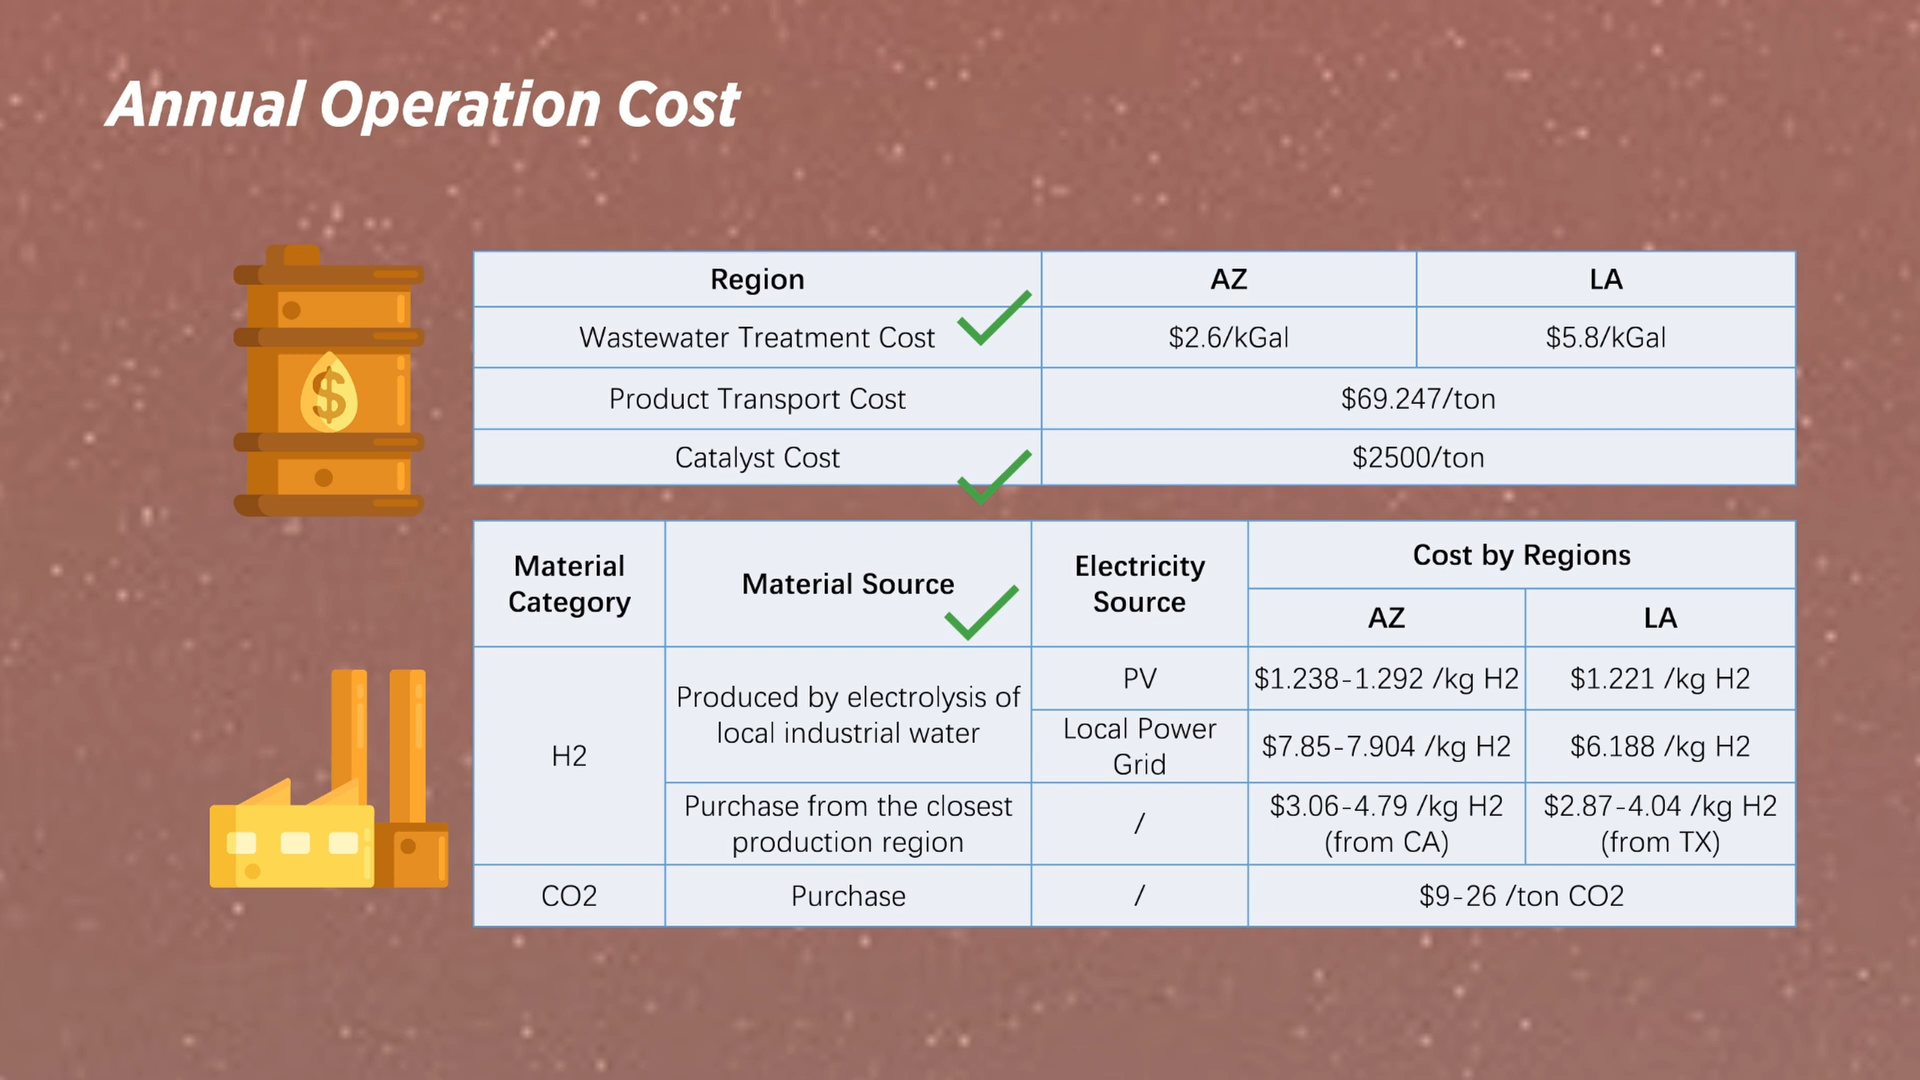 Annual Operation Cost
Region AZ LA
Wastewater Treatment Cost $2.6/kGal $5.8/kGal
Product Transport Cost $69.247/ton
Catalyst Cost $2500/ton
$
Material Category Material Source Electricity Source Cost by Regions
AZ LA
H2 Produced by electrolysis of local industrial water PV $1.238-1.292 /kg H2 $1.221 /kg H2
Local Power Grid $7.85-7.904 /kg H2 $6.188 /kg H2
Purchase from the closest production region / $3.06-4.79 /kg H2 (from CA) $2.87-4.04 /kg H2 (from TX)
CO2 Purchase / $9-26 /ton CO2